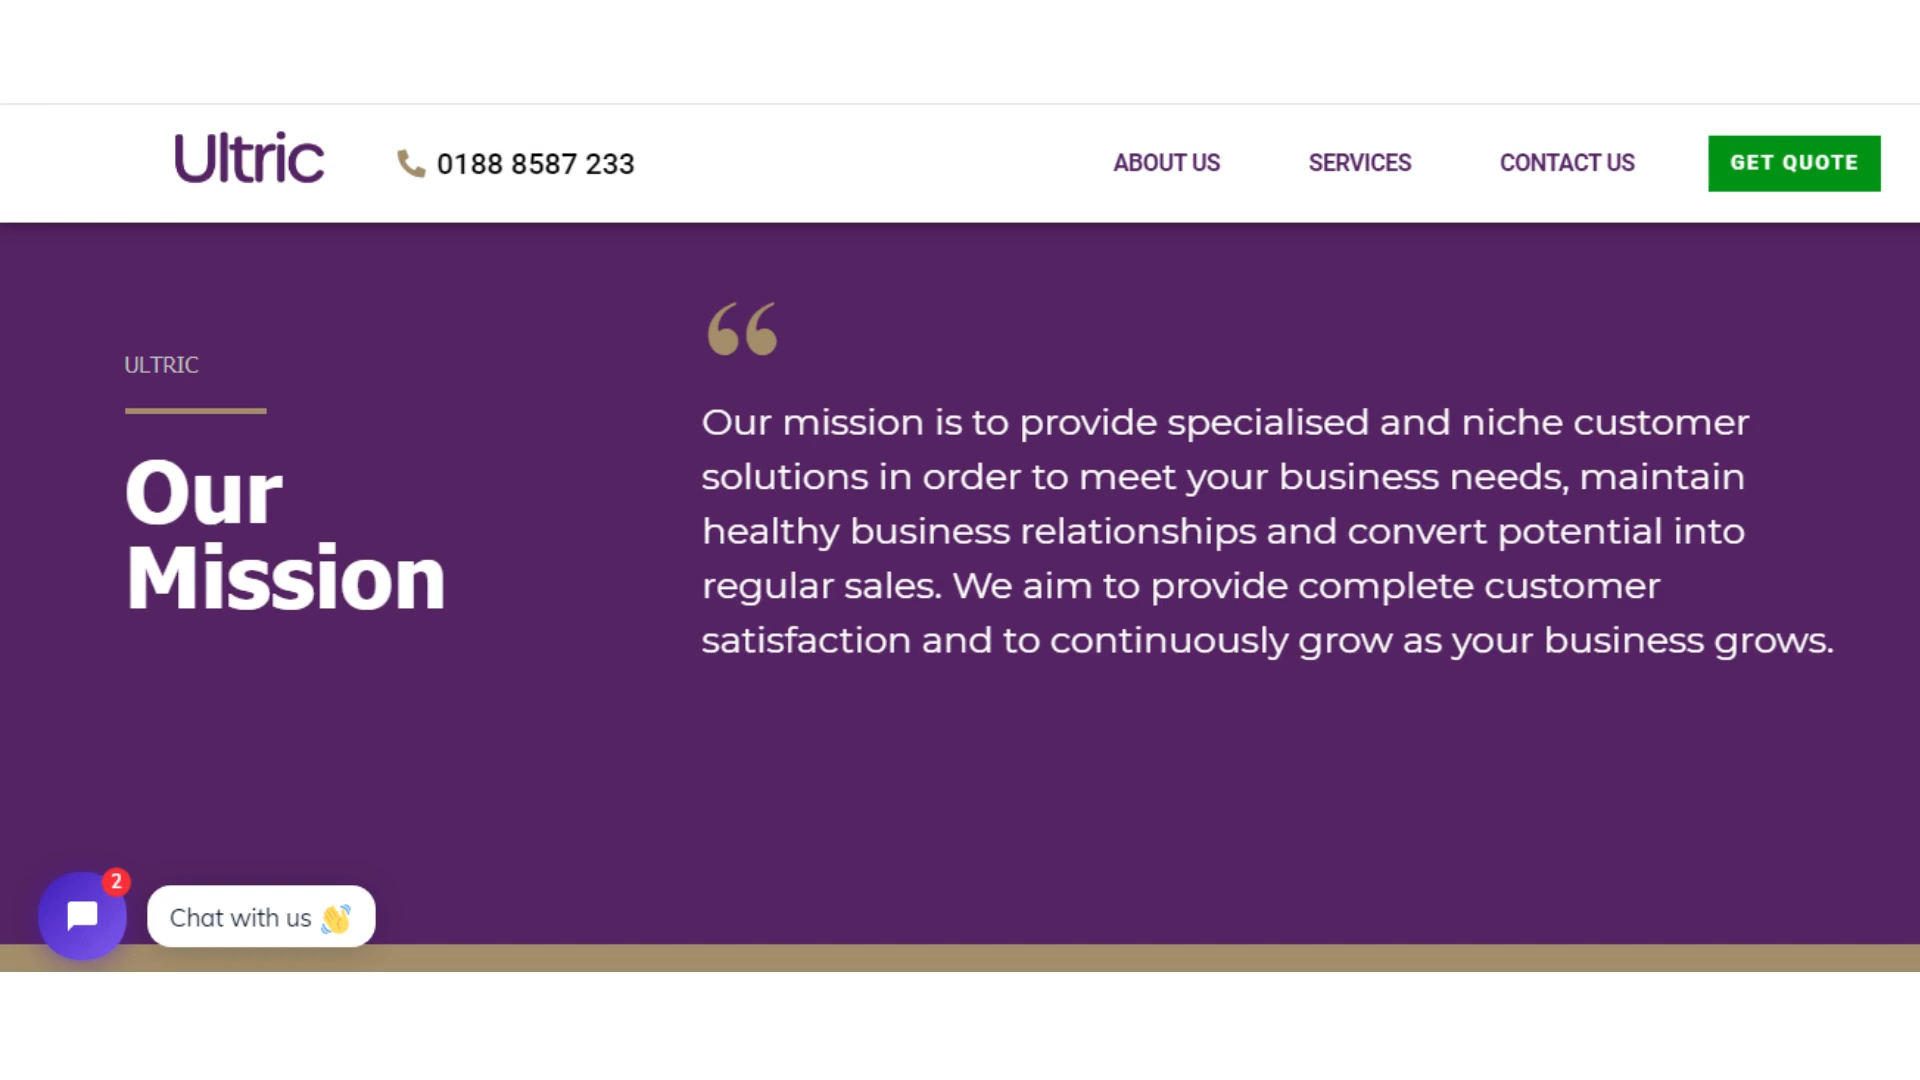 Ultric
0188 8587 233
ABOUT US
SERVICES
CONTACT US
GET QUOTE
ULTRIC
Our
Mission
“
Our mission is to provide specialised and niche customer
solutions in order to meet your business needs, maintain
healthy business relationships and convert potential into
regular sales. We aim to provide complete customer
satisfaction and to continuously grow as your business grows.
2
Chat with us 👋